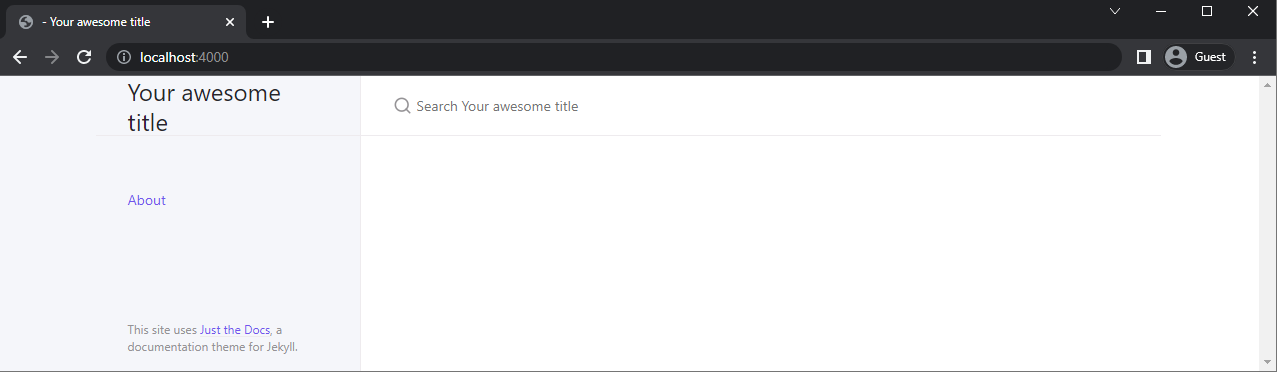 - Your awesome title
localhost:4000
Guest
Your awesome
title
Search Your awesome title
About
This site uses Just the Docs, a
documentation theme for Jekyll.